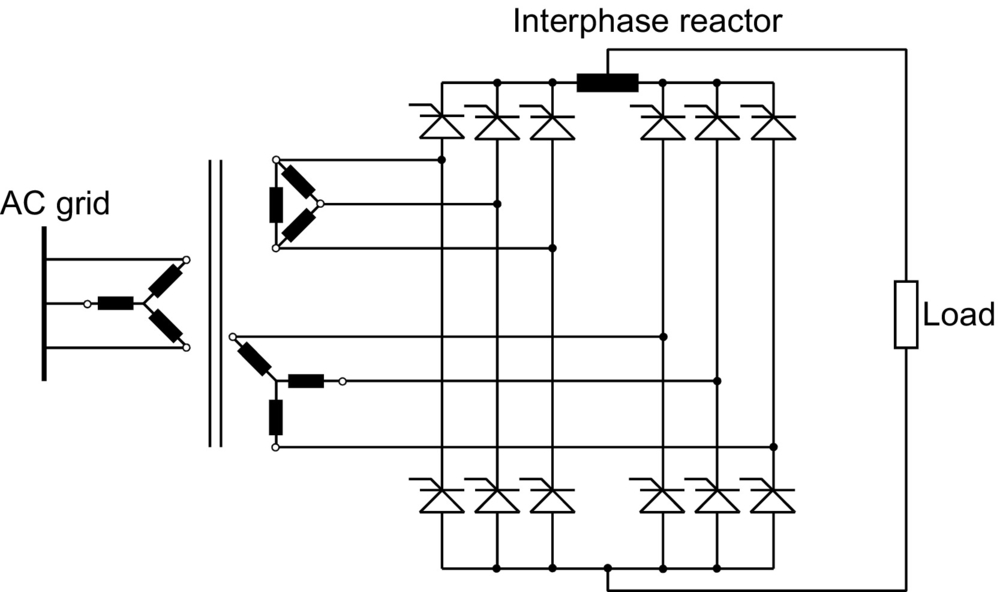 Interphase reactor
AC grid
Load